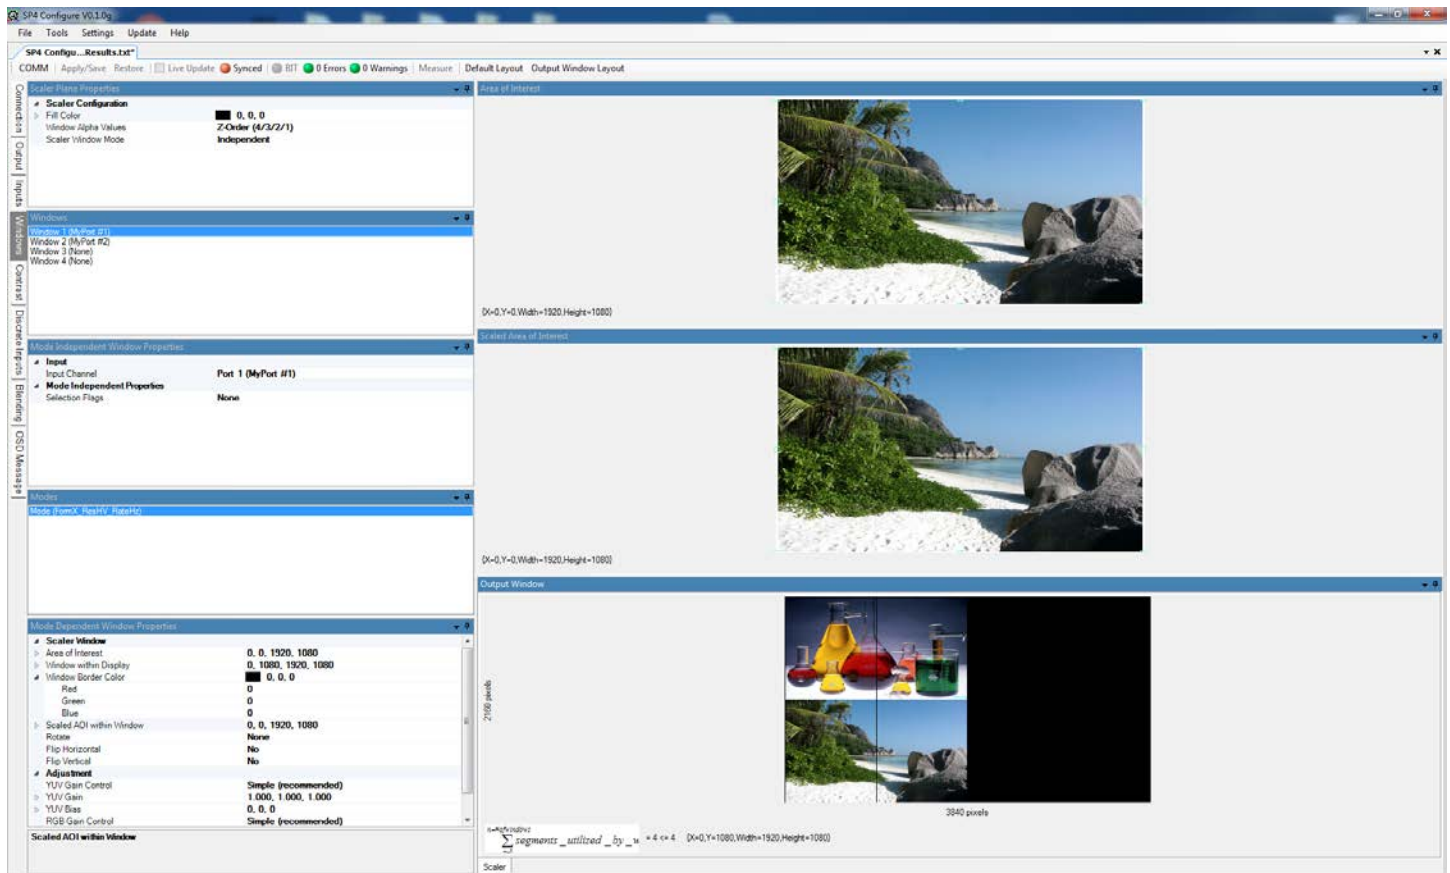 SP4 Configure V0.1.0g
File Tools Settings Update Help
SP4 Configu...Results.txt*
COMM Apply/Save Restore Live Update Synced BIT 0 Errors 0 Warnings Measure Default Layout Output Window Layout
Connection
Output
Inputs
Windows
Contrast
Discrete Inputs
Blending
OSD Message
Scaler Plane Properties
Scaler Configuration
Fill Color 0, 0, 0
Window Alpha Values Z-Order (4/3/2/1)
Scaler Window Mode Independent
Windows
Window 1 (MyPort #1)
Window 2 (MyPort #2)
Window 3 (None)
Window 4 (None)
Mode Independent Window Properties
Input
Input Channel Port 1 (MyPort #1)
Mode Independent Properties
Selection Flags None
Modes
Mode (FormX_ResHV_RateHz)
Mode Dependent Window Properties
Scaler Window
Area of Interest 0, 0, 1920, 1080
Window within Display 0, 1080, 1920, 1080
Window Border Color 0, 0, 0
Red 0
Green 0
Blue 0
Scaled AOI within Window 0, 0, 1920, 1080
Rotate None
Flip Horizontal No
Flip Vertical No
Adjustment
YUV Gain Control Simple (recommended)
YUV Gain 1.000, 1.000, 1.000
YUV Bias 0, 0, 0
RGB Gain Control Simple (recommended)
Scaled AOI within Window
Area of Interest
{X=0,Y=0,Width=1920,Height=1080}
Scaled Area of Interest
{X=0,Y=0,Width=1920,Height=1080}
Output Window
2160 pixels
3840 pixels
n=#ofwindows
∑ segments _ utilized _ by _ w = 4 <= 4 {X=0,Y=1080,Width=1920,Height=1080}
Scaler